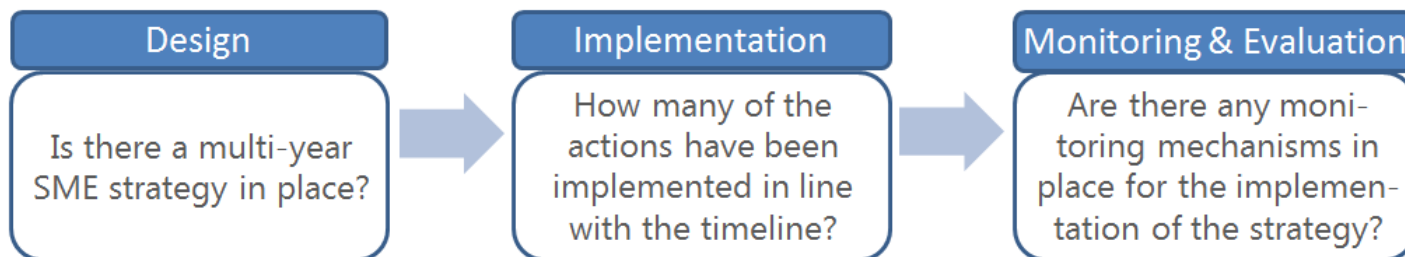 Design
Is there a multi-year
SME strategy in place?
Implementation
How many of the
actions have been
implemented in line
with the timeline?
Monitoring & Evaluation
Are there any moni-
toring mechanisms in
place for the implemen-
tation of the strategy?